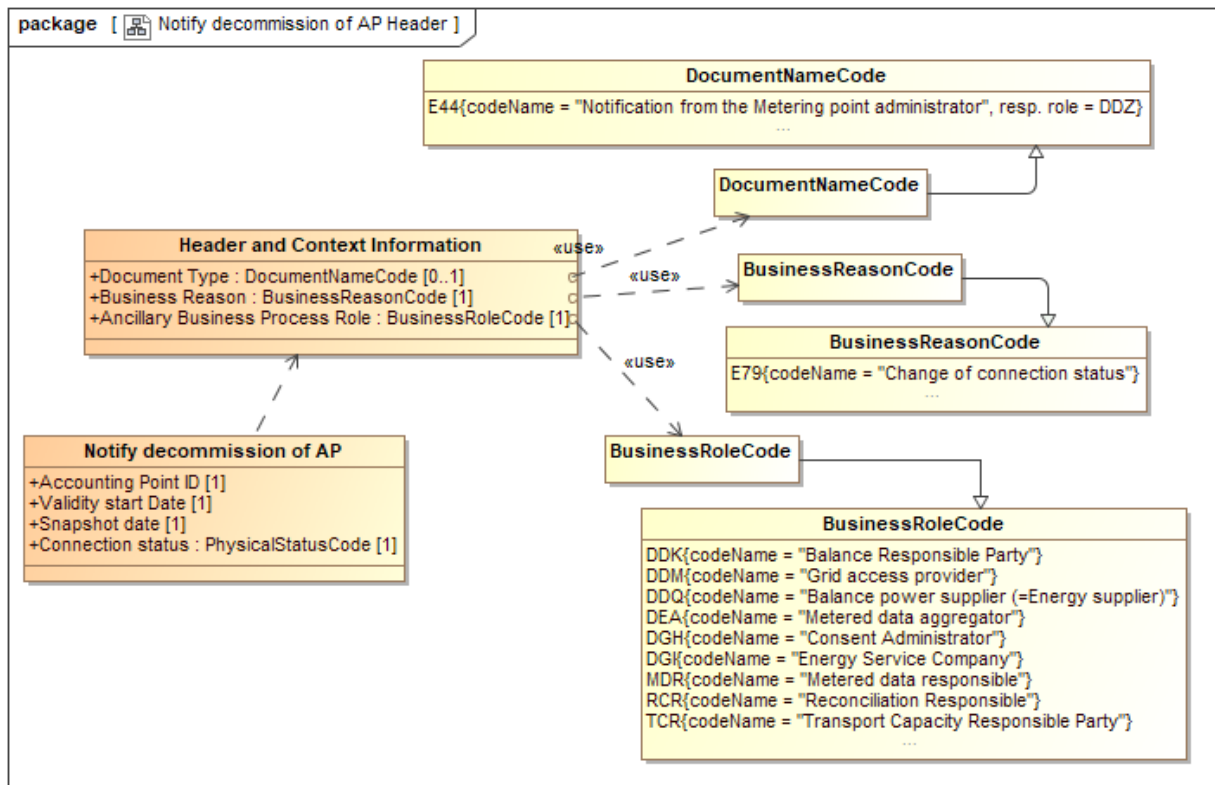 package [ Notify decommission of AP Header ]
DocumentNameCode
E44{codeName = "Notification from the Metering point administrator", resp. role = DDZ}
...
DocumentNameCode
Header and Context Information
+Document Type : DocumentNameCode [0..1]
+Business Reason : BusinessReasonCode [1]
+Ancillary Business Process Role : BusinessRoleCode [1]
«use»
«use»
«use»
BusinessReasonCode
BusinessReasonCode
E79{codeName = "Change of connection status"}
...
Notify decommission of AP
+Accounting Point ID [1]
+Validity start Date [1]
+Snapshot date [1]
+Connection status : PhysicalStatusCode [1]
BusinessRoleCode
BusinessRoleCode
DDK{codeName = "Balance Responsible Party"}
DDM{codeName = "Grid access provider"}
DDQ{codeName = "Balance power supplier (=Energy supplier)"}
DEA{codeName = "Metered data aggregator"}
DGH{codeName = "Consent Administrator"}
DGI{codeName = "Energy Service Company"}
MDR{codeName = "Metered data responsible"}
RCR{codeName = "Reconciliation Responsible"}
TCR{codeName = "Transport Capacity Responsible Party"}
...